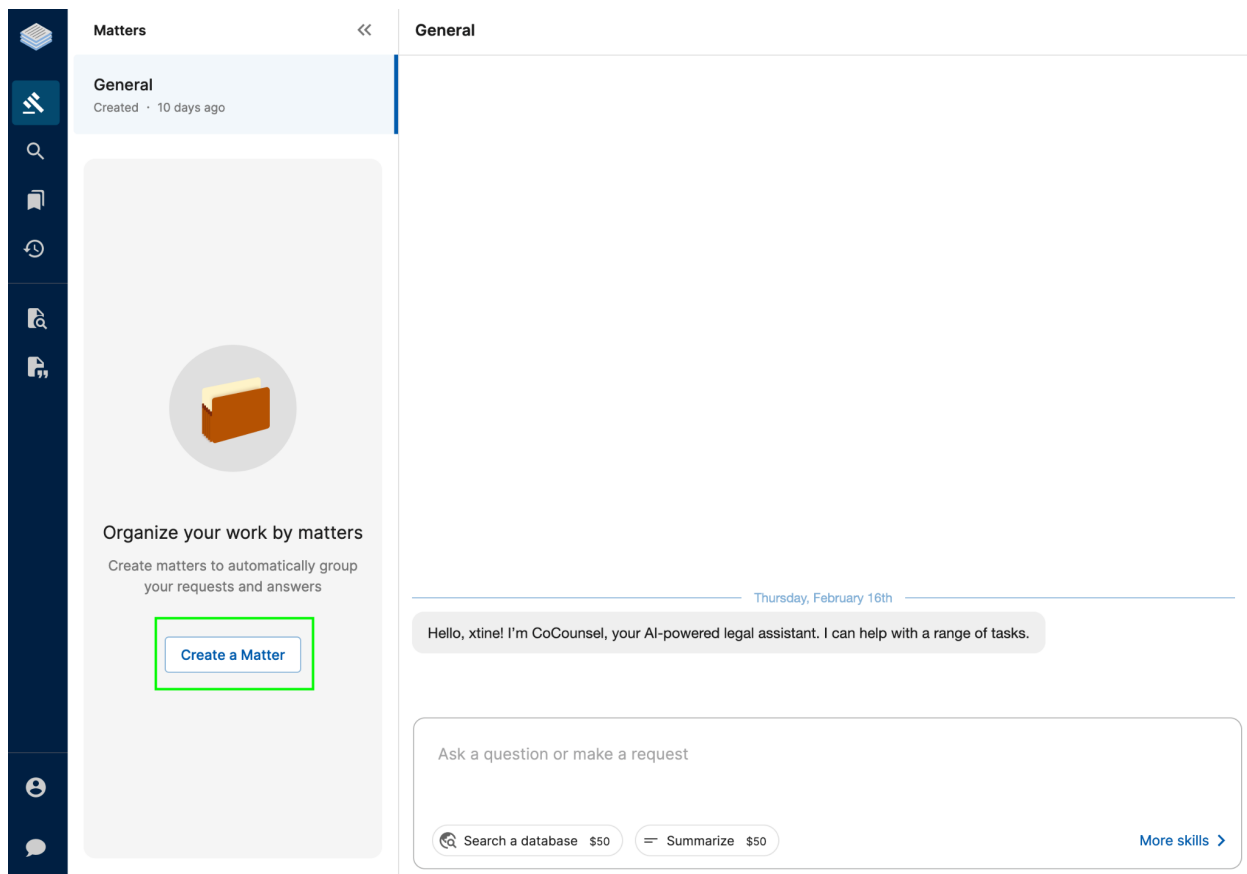 Matters
General
Created · 10 days ago
Organize your work by matters
Create matters to automatically group
your requests and answers
Create a Matter
General
Thursday, February 16th
Hello, xtine! I’m CoCounsel, your AI-powered legal assistant. I can help with a range of tasks.
Ask a question or make a request
Search a database $50 Summarize $50 More skills